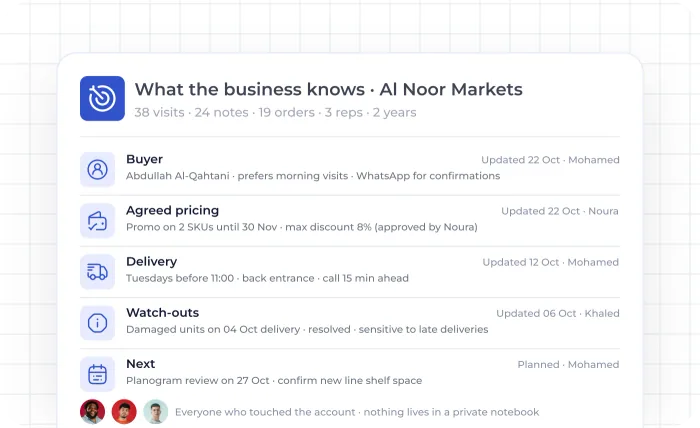 What the business knows · Al Noor Markets
38 visits · 24 notes · 19 orders · 3 reps · 2 years
Buyer
Updated 22 Oct · Mohamed
Abdullah Al-Qahtani · prefers morning visits · WhatsApp for confirmations
Agreed pricing
Updated 22 Oct · Noura
Promo on 2 SKUs until 30 Nov · max discount 8% (approved by Noura)
Delivery
Updated 12 Oct · Mohamed
Tuesdays before 11:00 · back entrance · call 15 min ahead
Watch-outs
Updated 06 Oct · Khaled
Damaged units on 04 Oct delivery · resolved · sensitive to late deliveries
Next
Planned · Mohamed
Planogram review on 27 Oct · confirm new line shelf space
Everyone who touched the account · nothing lives in a private notebook